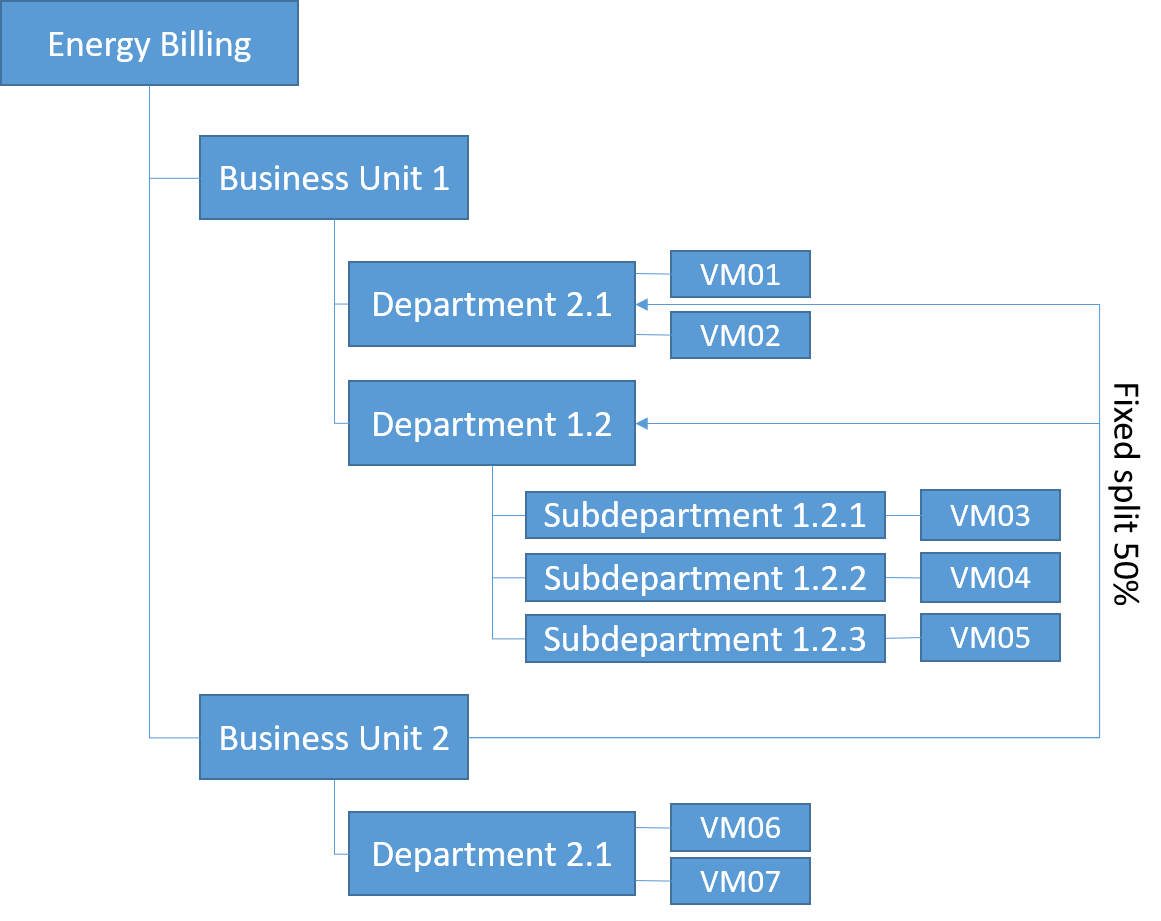 Energy Billing
Business Unit 1
Department 2.1
VM01
VM02
Department 1.2
Subdepartment 1.2.1
VM03
Subdepartment 1.2.2
VM04
Subdepartment 1.2.3
VM05
Fixed split 50%
Business Unit 2
Department 2.1
VM06
VM07